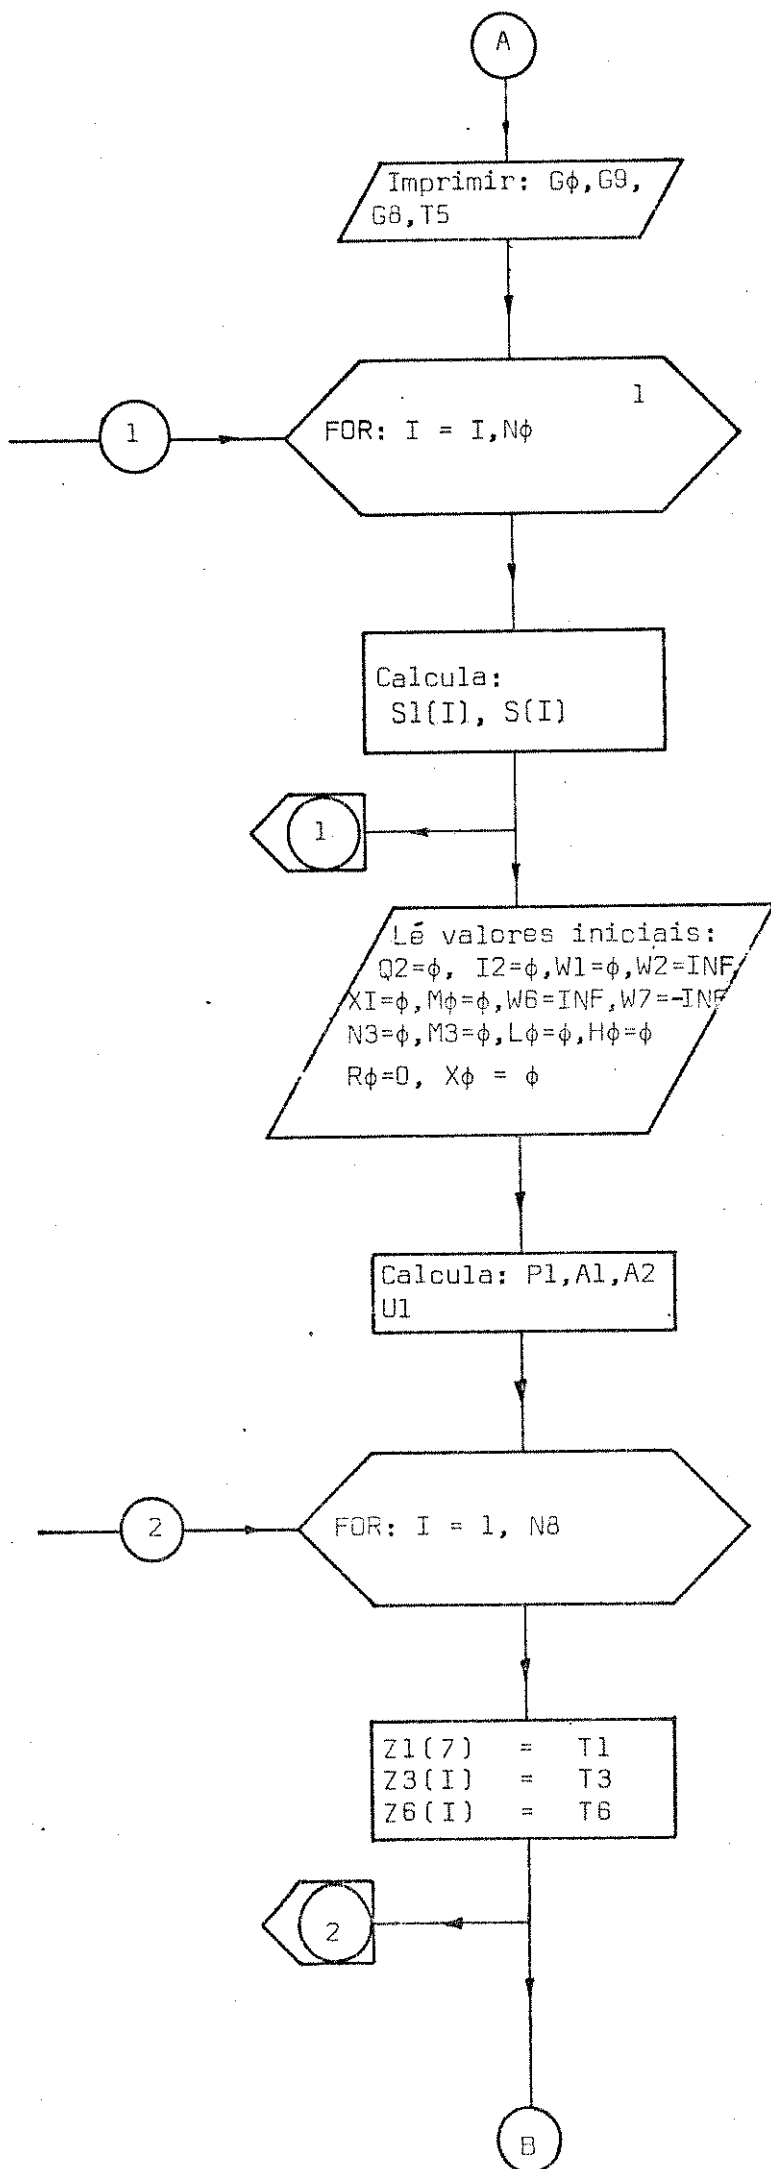 A
Imprimir: Gϕ,G9,
G8,T5
1
1
FOR: I = I,Nϕ
Calcula:
S1(I), S(I)
1
Lê valores iniciais:
Q2=ϕ, I2=ϕ,W1=ϕ,W2=INF,
XI=ϕ,Mϕ=ϕ,W6=INF,W7=-INF
N3=ϕ,M3=ϕ,Lϕ=ϕ,Hϕ=ϕ
Rϕ=0, Xϕ = ϕ
Calcula: P1,A1,A2
U1
2
FOR: I = 1, N8
Z1(7) = T1
Z3(I) = T3
Z6(I) = T6
2
B